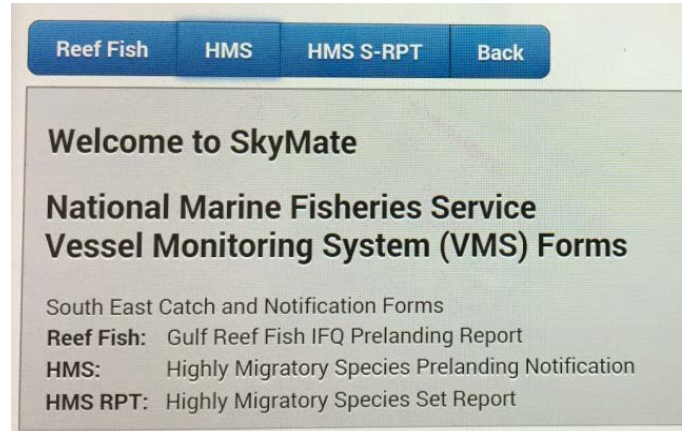 Reef Fish HMS HMS S-RPT Back
Welcome to SkyMate
National Marine Fisheries Service
Vessel Monitoring System (VMS) Forms
South East Catch and Notification Forms
Reef Fish: Gulf Reef Fish IFQ Prelanding Report
HMS: Highly Migratory Species Prelanding Notification
HMS RPT: Highly Migratory Species Set Report